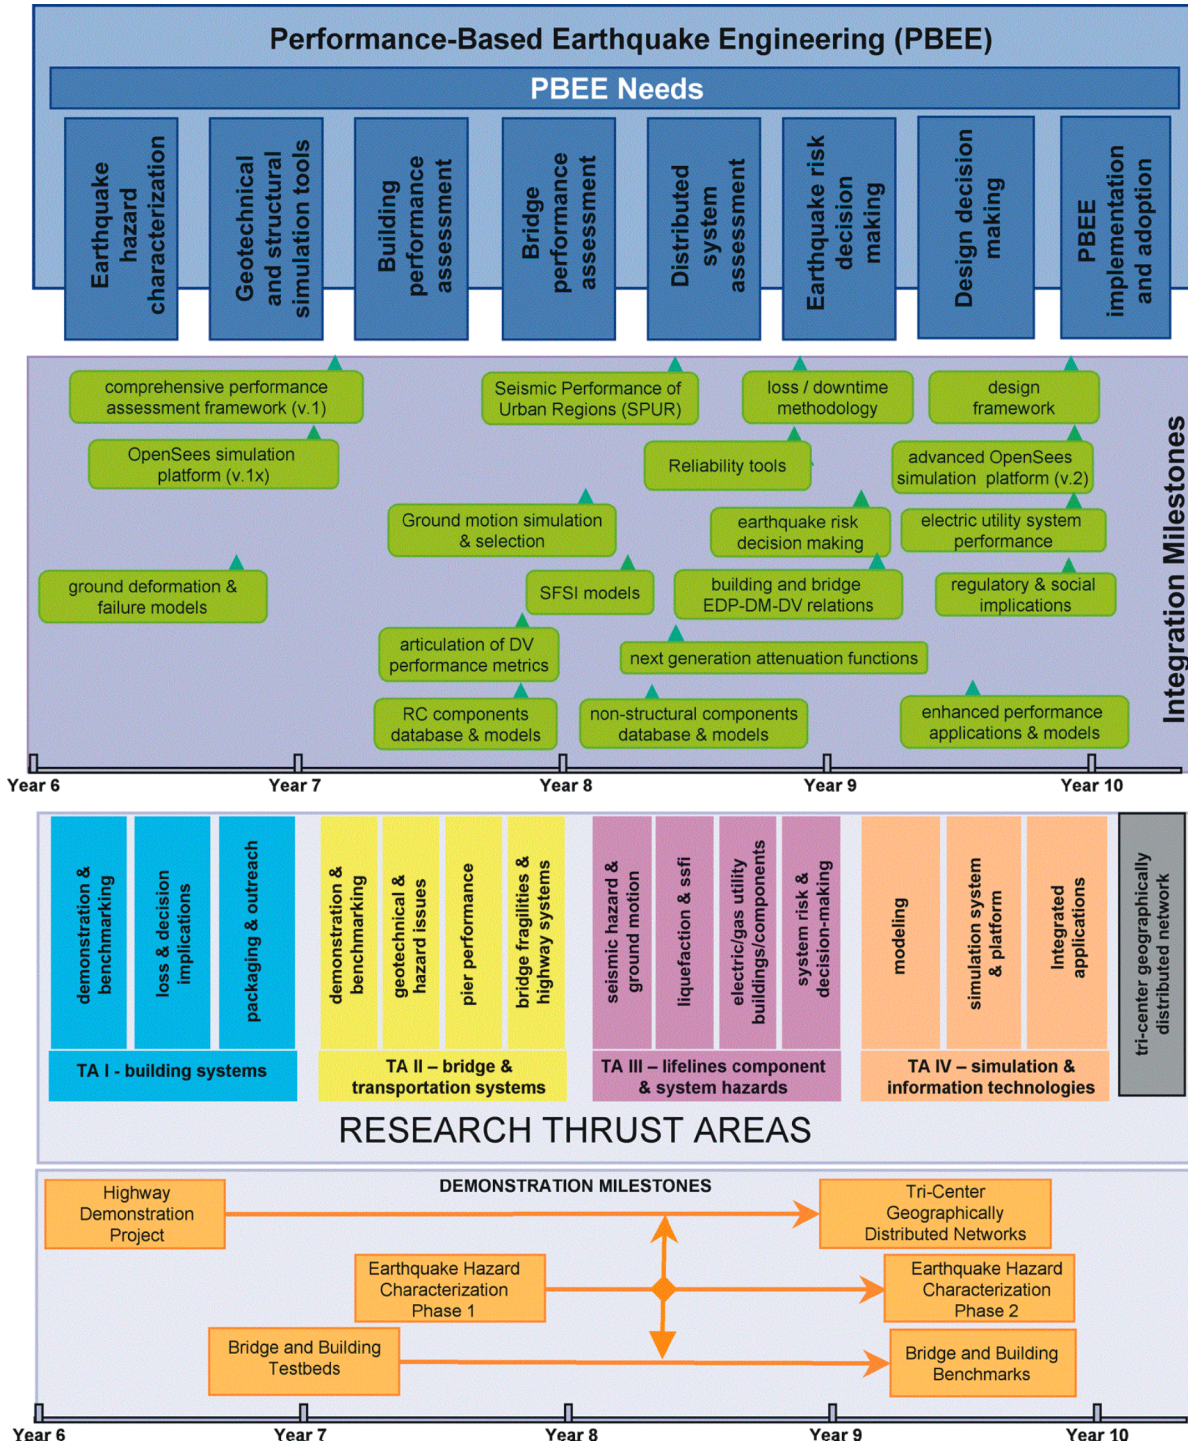 Performance-Based Earthquake Engineering (PBEE)
PBEE Needs
Earthquake
hazard
characterization
Geotechnical
and structural
simulation tools
Building
performance
assessment
Bridge
performance
assessment
Distributed
system
assessment
Earthquake risk
decision
making
Design decision
making
PBEE
implementation
and adoption
comprehensive performance
assessment framework (v.1)
Seismic Performance of
Urban Regions (SPUR)
loss / downtime
methodology
design
framework
OpenSees simulation
platform (v.1x)
Reliability tools
advanced OpenSees
simulation platform (v.2)
Ground motion simulation
& selection
earthquake risk
decision making
electric utility system
performance
ground deformation &
failure models
SFSI models
building and bridge
EDP-DM-DV relations
regulatory & social
implications
articulation of DV
performance metrics
next generation attenuation functions
RC components
database & models
non-structural components
database & models
enhanced performance
applications & models
Integration Milestones
Year 6
Year 7
Year 8
Year 9
Year 10
demonstration &
benchmarking
loss & decision
implications
packaging & outreach
TA I - building systems
demonstration &
benchmarking
geotechnical &
hazard issues
pier performance
bridge fragilities &
highway systems
TA II – bridge &
transportation systems
seismic hazard &
ground motion
liquefaction & ssfi
electric/gas utility
buildings/components
system risk &
decision-making
TA III – lifelines component
& system hazards
modeling
simulation system
& platform
Integrated
applications
TA IV – simulation &
information technologies
tri-center geographically
distributed network
RESEARCH THRUST AREAS
DEMONSTRATION MILESTONES
Highway
Demonstration
Project
Tri-Center
Geographically
Distributed Networks
Earthquake Hazard
Characterization
Phase 1
Earthquake Hazard
Characterization
Phase 2
Bridge and Building
Testbeds
Bridge and Building
Benchmarks
Year 6
Year 7
Year 8
Year 9
Year 10